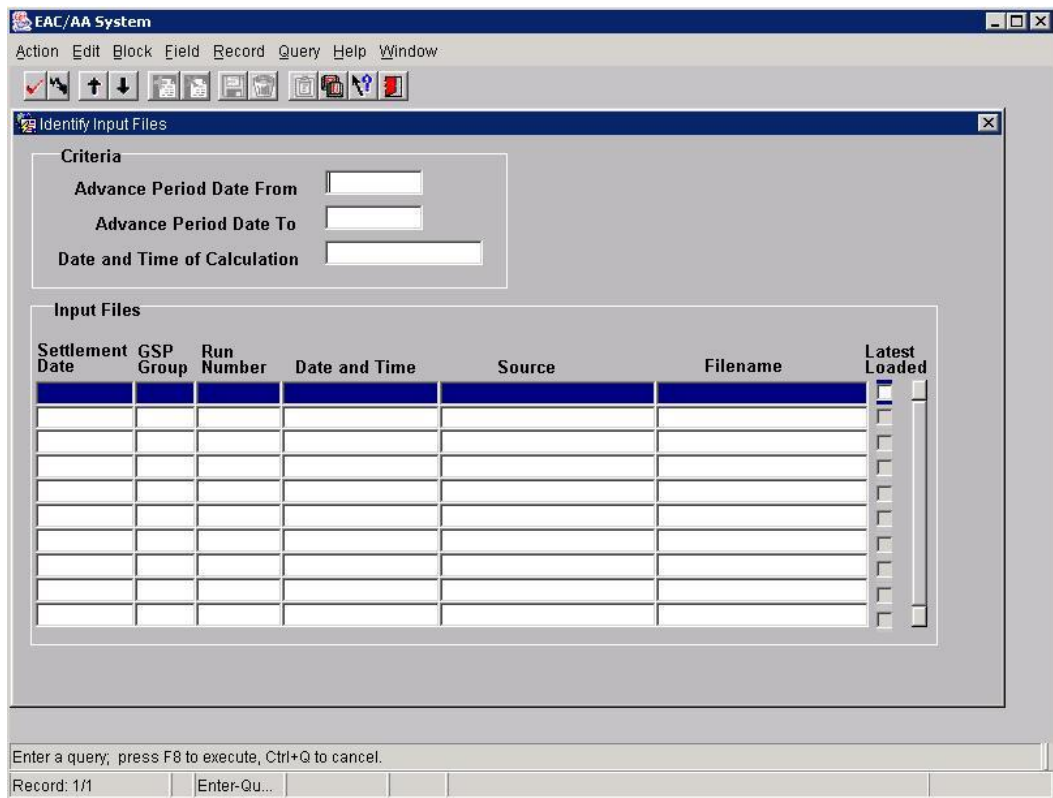 EAC/AA System
Action Edit Block Field Record Query Help Window
Identify Input Files
Criteria
Advance Period Date From
Advance Period Date To
Date and Time of Calculation
Input Files
Settlement Date GSP Group Run Number Date and Time Source Filename Latest Loaded
Enter a query; press F8 to execute, Ctrl+Q to cancel.
Record: 1/1 Enter-Qu...